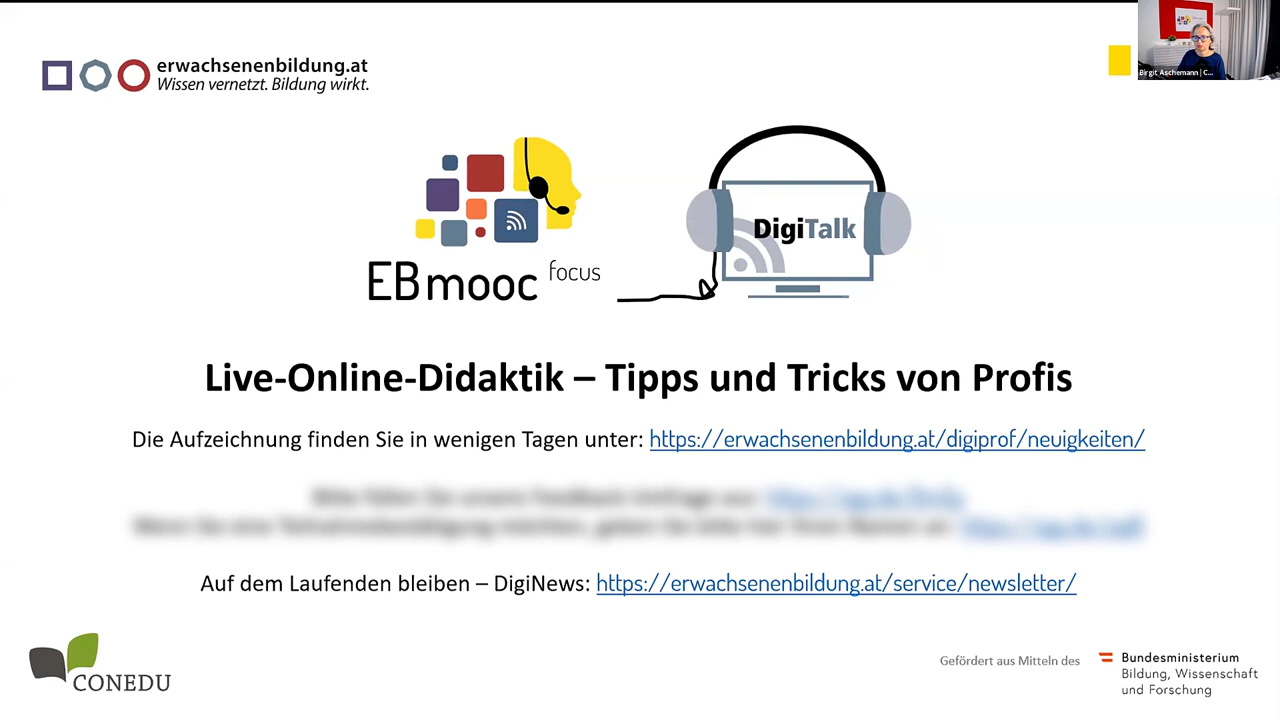 erwachsenenbildung.at
Wissen vernetzt. Bildung wirkt.
Birgit Aschemann | C...
EBmooc focus
DigiTalk
Live-Online-Didaktik – Tipps und Tricks von Profis
Die Aufzeichnung finden Sie in wenigen Tagen unter: https://erwachsenenbildung.at/digiprof/neuigkeiten/
Auf dem Laufenden bleiben – DigiNews: https://erwachsenenbildung.at/service/newsletter/
CONEDU
Gefördert aus Mitteln des
Bundesministerium
Bildung, Wissenschaft
und Forschung